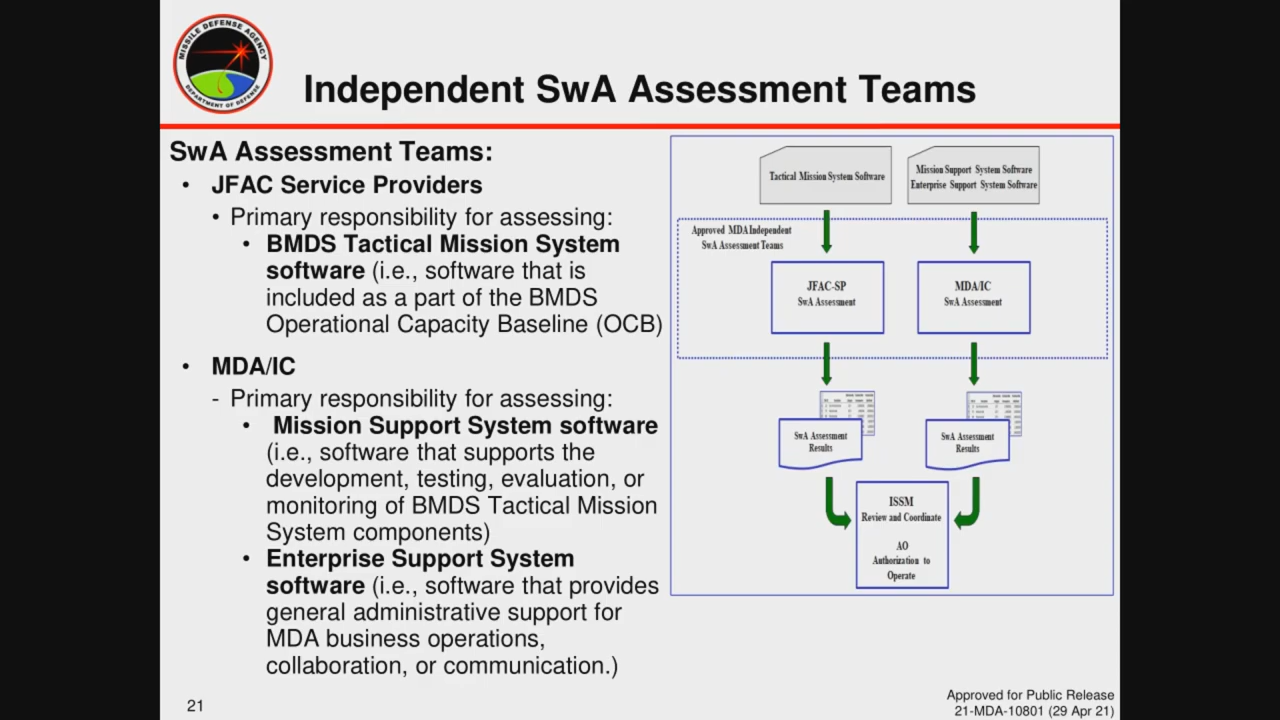 MISSILE DEFENSE AGENCY
DEPARTMENT OF DEFENSE
Independent SwA Assessment Teams
SwA Assessment Teams:
• JFAC Service Providers
• Primary responsibility for assessing:
• BMDS Tactical Mission System
software (i.e., software that is
included as a part of the BMDS
Operational Capacity Baseline (OCB)
• MDA/IC
- Primary responsibility for assessing:
• Mission Support System software
(i.e., software that supports the
development, testing, evaluation, or
monitoring of BMDS Tactical Mission
System components)
• Enterprise Support System
software (i.e., software that provides
general administrative support for
MDA business operations,
collaboration, or communication.)
Tactical Mission System Software
Mission Support System Software
Enterprise Support System Software
Approved MDA Independent
SwA Assessment Teams
JFAC-SP
SwA Assessment
MDA/IC
SwA Assessment
SwA Assessment
Results
SwA Assessment
Results
ISSM
Review and Coordinate
AO
Authorization to
Operate
21
Approved for Public Release
21-MDA-10801 (29 Apr 21)